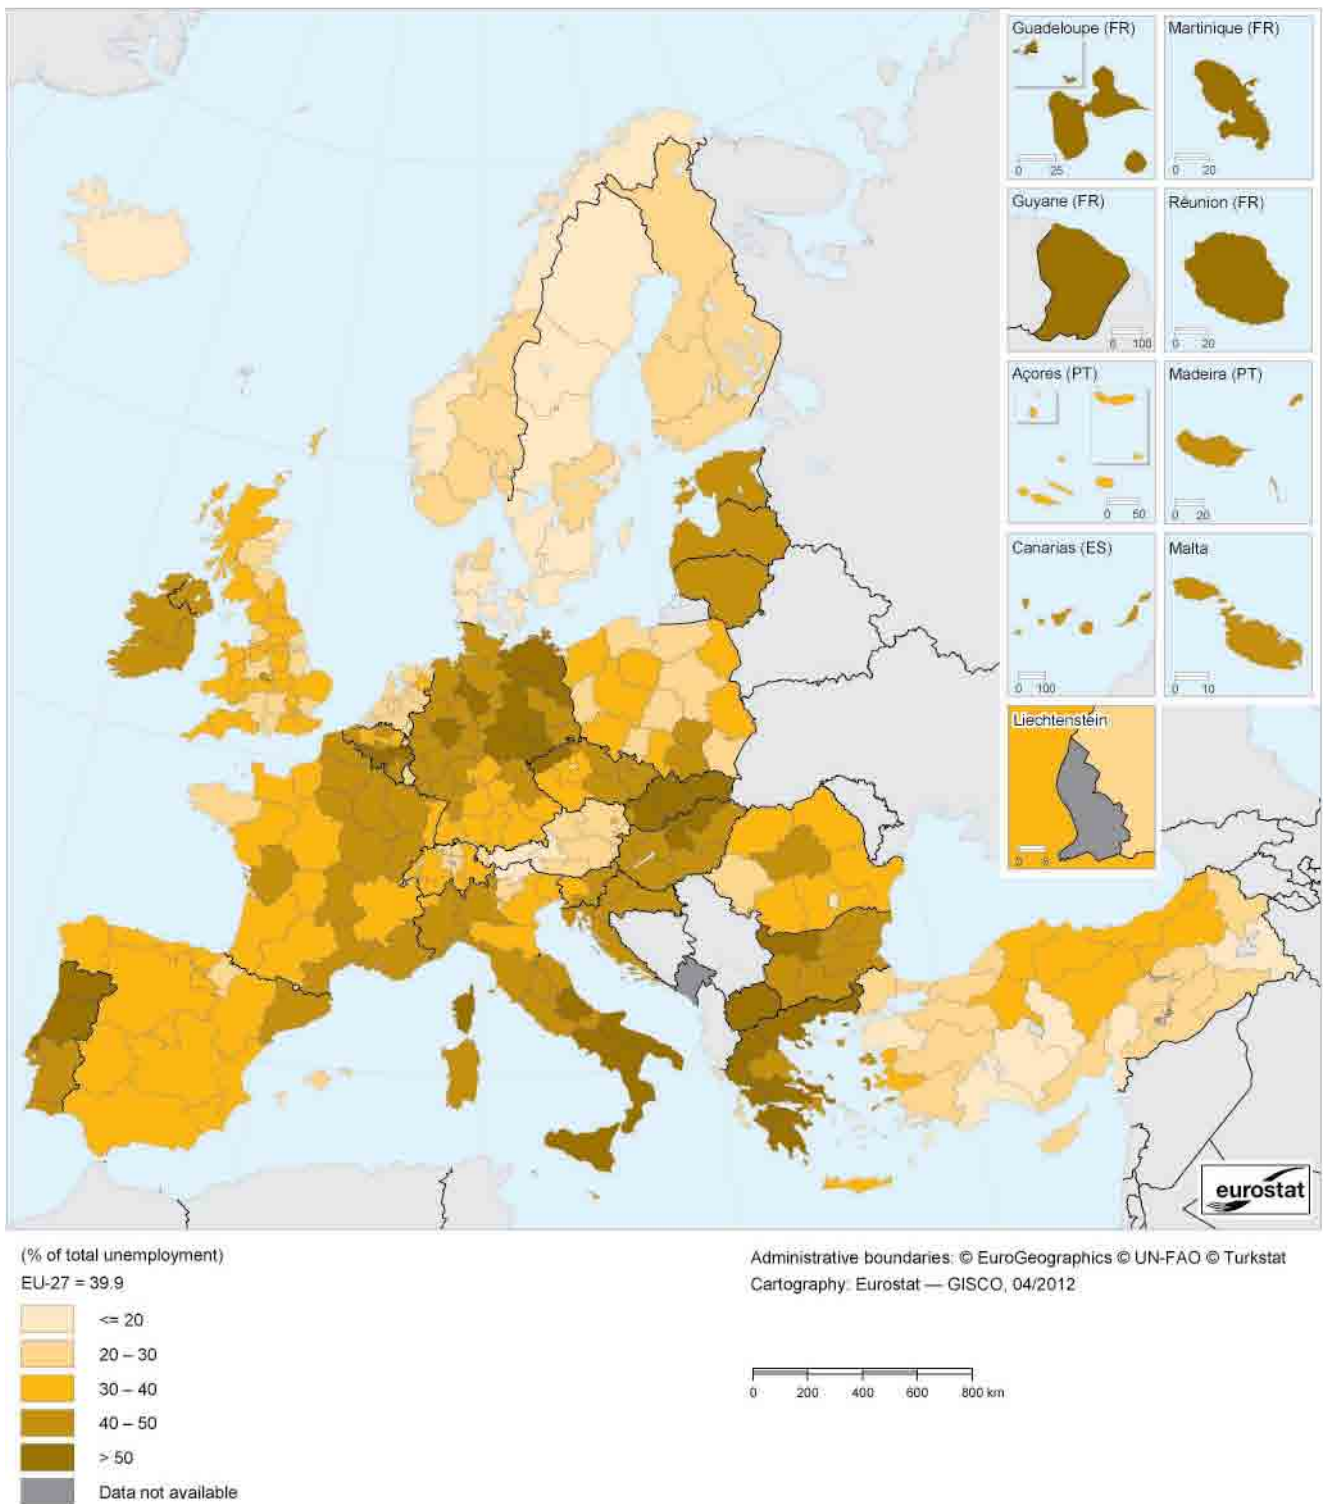 Guadeloupe (FR)
0 25
Martinique (FR)
0 20
Guyane (FR)
0 100
Réunion (FR)
0 20
Açores (PT)
0 50
Madeira (PT)
0 20
Canarias (ES)
0 100
Malta
0 10
Liechtenstein
eurostat
(% of total unemployment)
EU-27 = 39.9
<= 20
20 – 30
30 – 40
40 – 50
> 50
Data not available
Administrative boundaries: © EuroGeographics © UN-FAO © Turkstat
Cartography: Eurostat — GISCO, 04/2012
0 200 400 600 800 km